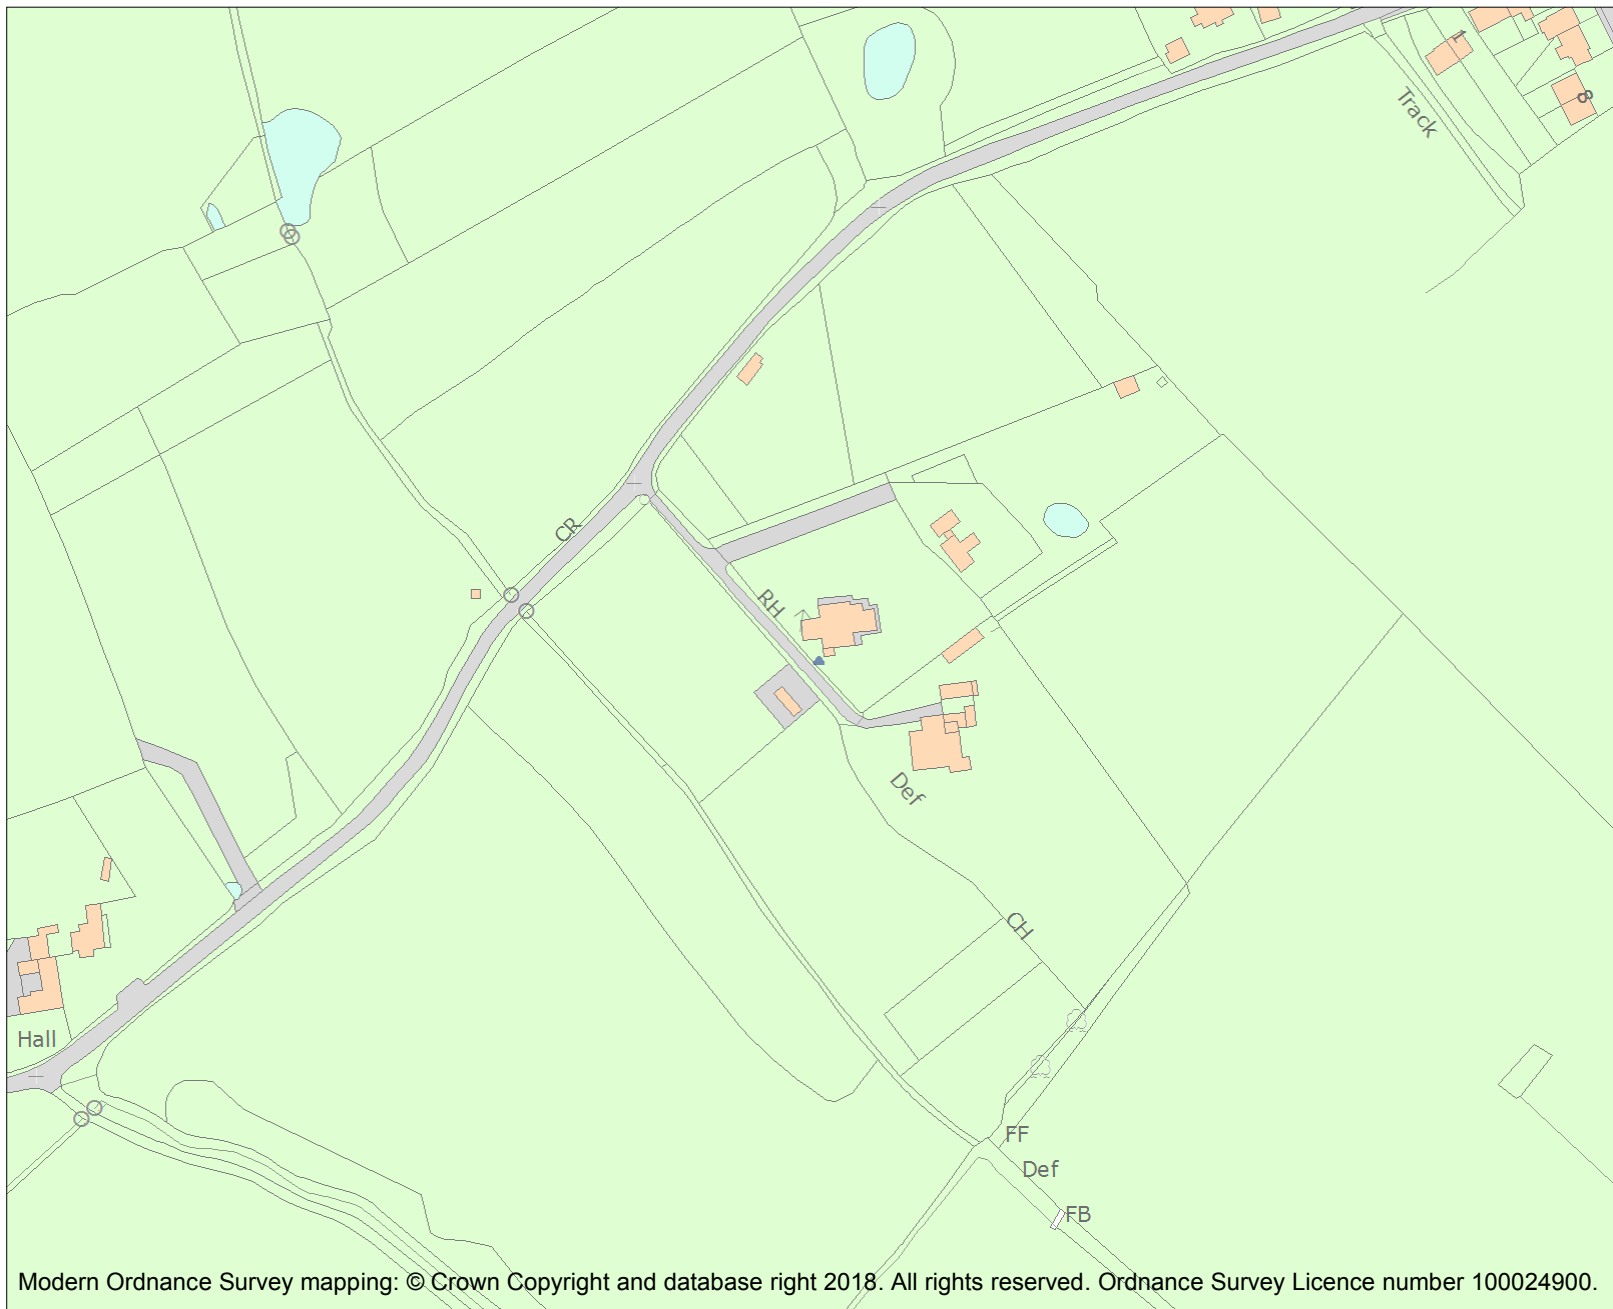 1
8
Track
CR
RH
Def
CH
Hall
FF
Def
FB
Modern Ordnance Survey mapping: © Crown Copyright and database right 2018. All rights reserved. Ordnance Survey Licence number 100024900.